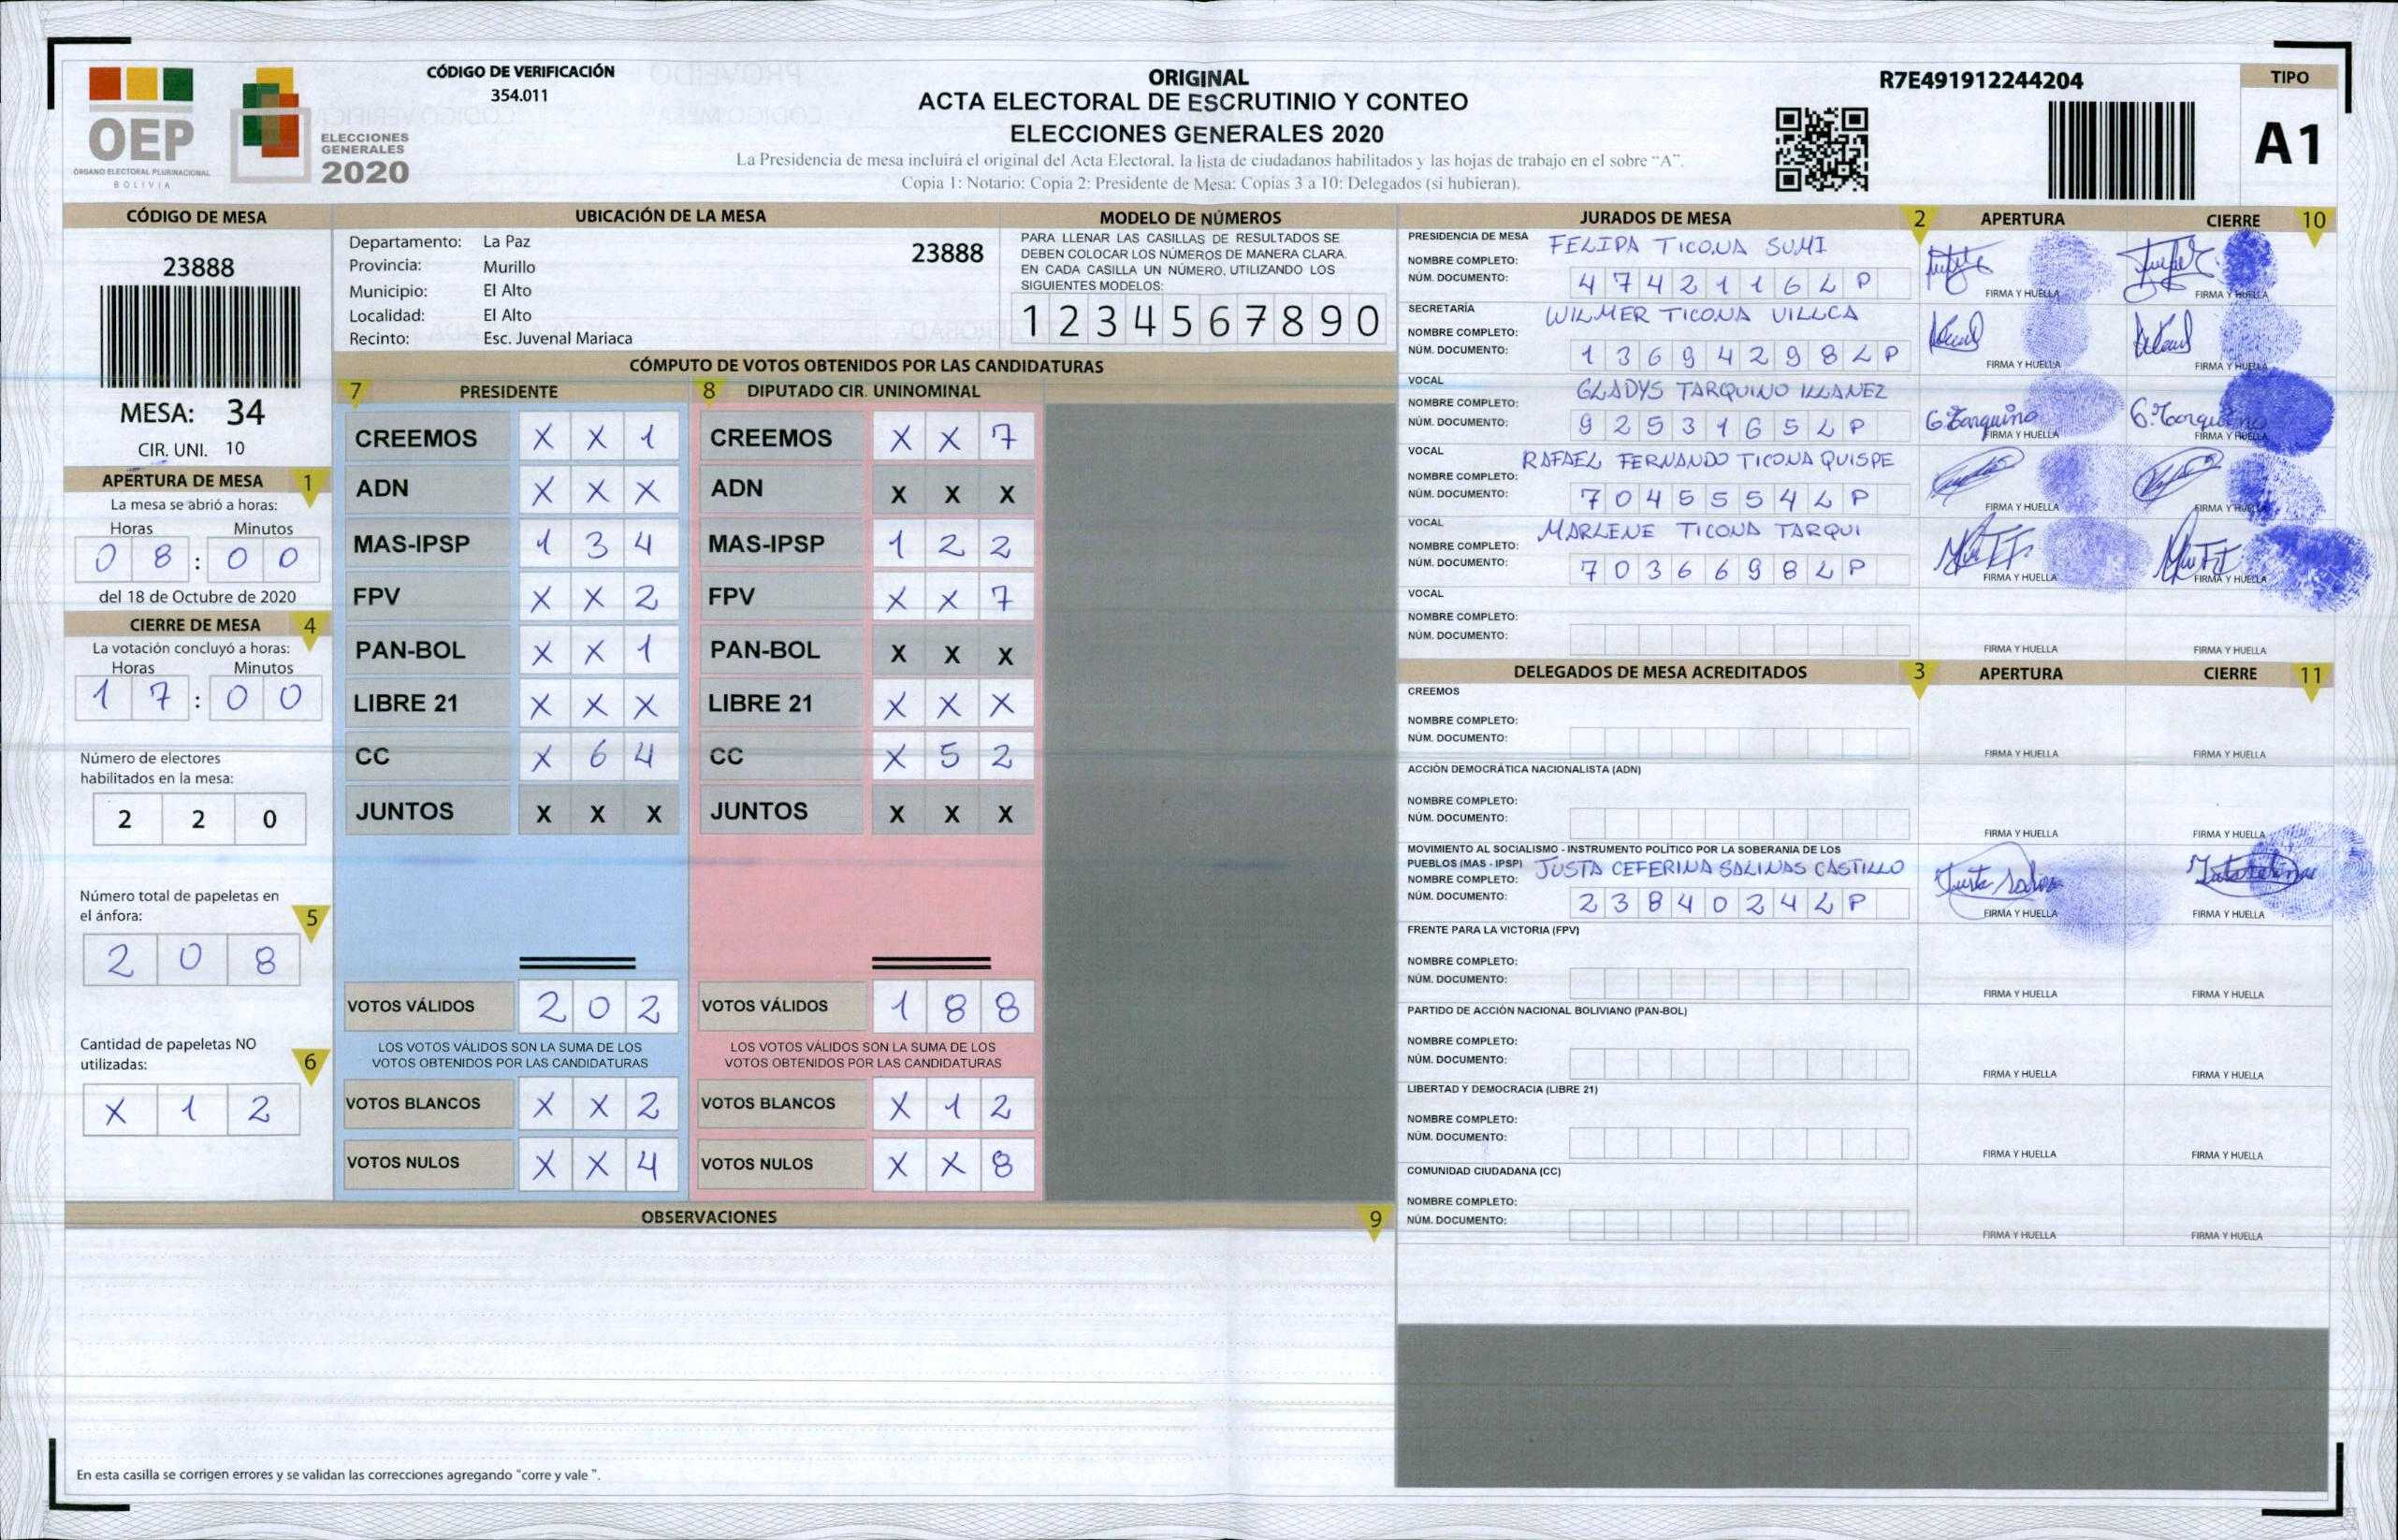 CÓDIGO DE VERIFICACIÓN
354.011
OEP
ÓRGANO ELECTORAL PLURINACIONAL
BOLIVIA
ELECCIONES
GENERALES
2020
ORIGINAL
ACTA ELECTORAL DE ESCRUTINIO Y CONTEO
ELECCIONES GENERALES 2020
La Presidencia de mesa incluirá el original del Acta Electoral, la lista de ciudadanos habilitados y las hojas de trabajo en el sobre “A”.
Copia 1: Notario; Copia 2: Presidente de Mesa; Copias 3 a 10: Delegados (si hubieran).
R7E491912244204
TIPO
A1
CÓDIGO DE MESA
23888
MESA: 34
CIR. UNI. 10
APERTURA DE MESA 1
La mesa se abrió a horas:
Horas Minutos
0 8 : 0 0
del 18 de Octubre de 2020
CIERRE DE MESA 4
La votación concluyó a horas:
Horas Minutos
1 7 : 0 0
Número de electores
habilitados en la mesa:
2 2 0
Número total de papeletas en
el ánfora: 5
2 0 8
Cantidad de papeletas NO
utilizadas: 6
X 1 2
UBICACIÓN DE LA MESA
Departamento: La Paz 23888
Provincia: Murillo
Municipio: El Alto
Localidad: El Alto
Recinto: Esc. Juvenal Mariaca
MODELO DE NÚMEROS
PARA LLENAR LAS CASILLAS DE RESULTADOS SE
DEBEN COLOCAR LOS NÚMEROS DE MANERA CLARA.
EN CADA CASILLA UN NÚMERO, UTILIZANDO LOS
SIGUIENTES MODELOS:
1 2 3 4 5 6 7 8 9 0
CÓMPUTO DE VOTOS OBTENIDOS POR LAS CANDIDATURAS
7 PRESIDENTE
CREEMOS X X 1
ADN X X X
MAS-IPSP 1 3 4
FPV X X 2
PAN-BOL X X 1
LIBRE 21 X X X
CC X 6 4
JUNTOS X X X
VOTOS VÁLIDOS 2 0 2
LOS VOTOS VÁLIDOS SON LA SUMA DE LOS
VOTOS OBTENIDOS POR LAS CANDIDATURAS
VOTOS BLANCOS X X 2
VOTOS NULOS X X 4
8 DIPUTADO CIR. UNINOMINAL
CREEMOS X X 7
ADN X X X
MAS-IPSP 1 2 2
FPV X X 7
PAN-BOL X X X
LIBRE 21 X X X
CC X 5 2
JUNTOS X X X
VOTOS VÁLIDOS 1 8 8
LOS VOTOS VÁLIDOS SON LA SUMA DE LOS
VOTOS OBTENIDOS POR LAS CANDIDATURAS
VOTOS BLANCOS X 1 2
VOTOS NULOS X X 8
OBSERVACIONES 9
En esta casilla se corrigen errores y se validan las correcciones agregando "corre y vale ".
JURADOS DE MESA 2 APERTURA CIERRE 10
PRESIDENCIA DE MESA FELIPA TICONA SUMI
NOMBRE COMPLETO:
NÚM. DOCUMENTO: 4 7 4 2 1 1 6 L P
FIRMA Y HUELLA FIRMA Y HUELLA
SECRETARÍA WILMER TICONA VILLCA
NOMBRE COMPLETO:
NÚM. DOCUMENTO: 1 3 6 9 4 2 9 8 L P
FIRMA Y HUELLA FIRMA Y HUELLA
VOCAL GLADYS TARQUINO ILLANEZ
NOMBRE COMPLETO:
NÚM. DOCUMENTO: 9 2 5 3 1 6 5 L P
G. Tarquino G. Tarquino
FIRMA Y HUELLA FIRMA Y HUELLA
VOCAL RAFAEL FERNANDO TICONA QUISPE
NOMBRE COMPLETO:
NÚM. DOCUMENTO: 7 0 4 5 5 5 4 L P
FIRMA Y HUELLA FIRMA Y HUELLA
VOCAL MARLENE TICONA TARQUI
NOMBRE COMPLETO:
NÚM. DOCUMENTO: 7 0 3 6 6 9 8 L P
FIRMA Y HUELLA FIRMA Y HUELLA
VOCAL
NOMBRE COMPLETO:
NÚM. DOCUMENTO:
FIRMA Y HUELLA FIRMA Y HUELLA
DELEGADOS DE MESA ACREDITADOS 3 APERTURA CIERRE 11
CREEMOS
NOMBRE COMPLETO:
NÚM. DOCUMENTO:
FIRMA Y HUELLA FIRMA Y HUELLA
ACCIÓN DEMOCRÁTICA NACIONALISTA (ADN)
NOMBRE COMPLETO:
NÚM. DOCUMENTO:
FIRMA Y HUELLA FIRMA Y HUELLA
MOVIMIENTO AL SOCIALISMO - INSTRUMENTO POLÍTICO POR LA SOBERANIA DE LOS
PUEBLOS (MAS - IPSP) JUSTA CEFERINA SALINAS CASTILLO
NOMBRE COMPLETO:
NÚM. DOCUMENTO: 2 3 8 4 0 2 4 L P
FIRMA Y HUELLA FIRMA Y HUELLA
FRENTE PARA LA VICTORIA (FPV)
NOMBRE COMPLETO:
NÚM. DOCUMENTO:
FIRMA Y HUELLA FIRMA Y HUELLA
PARTIDO DE ACCIÓN NACIONAL BOLIVIANO (PAN-BOL)
NOMBRE COMPLETO:
NÚM. DOCUMENTO:
FIRMA Y HUELLA FIRMA Y HUELLA
LIBERTAD Y DEMOCRACIA (LIBRE 21)
NOMBRE COMPLETO:
NÚM. DOCUMENTO:
FIRMA Y HUELLA FIRMA Y HUELLA
COMUNIDAD CIUDADANA (CC)
NOMBRE COMPLETO:
NÚM. DOCUMENTO:
FIRMA Y HUELLA FIRMA Y HUELLA